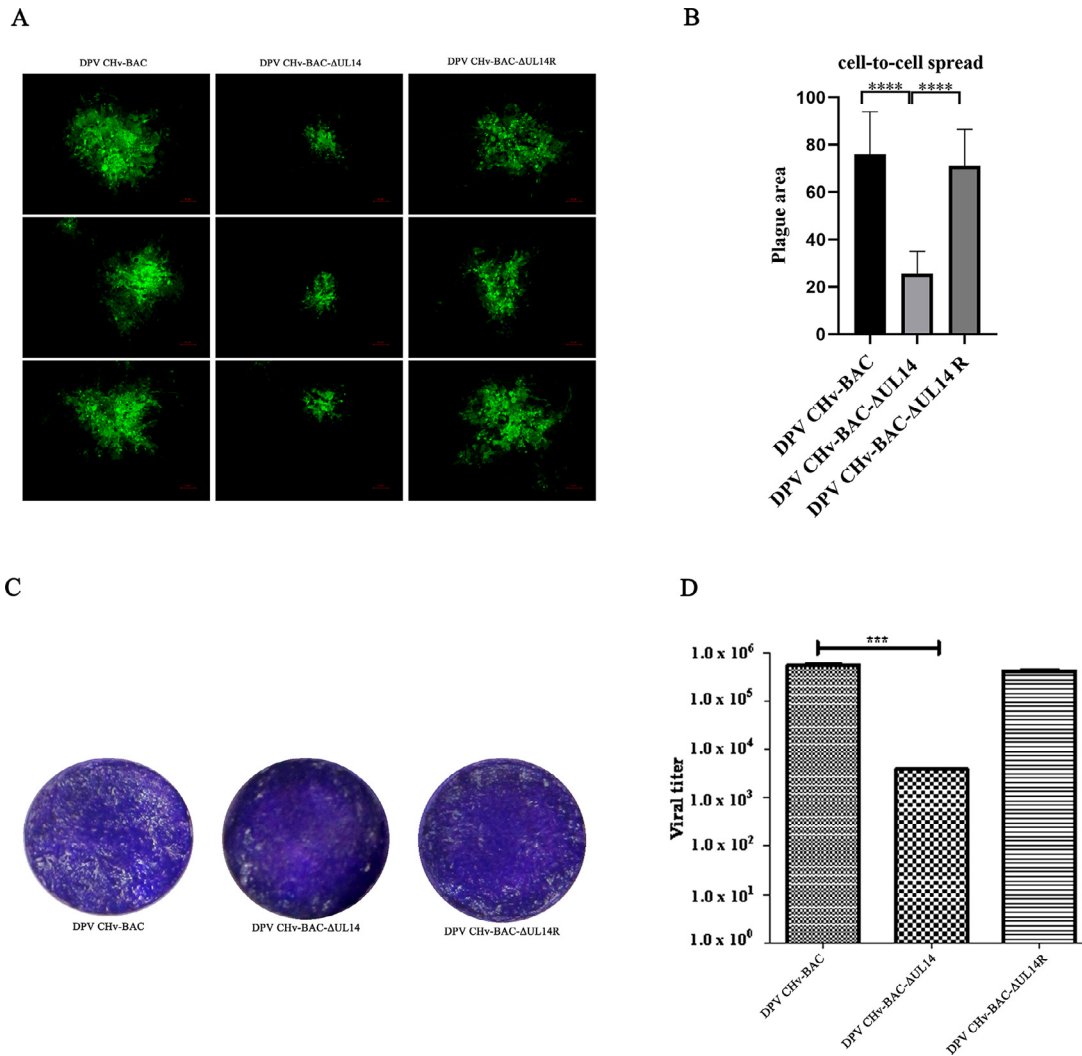 A
DPV CHv-BAC
DPV CHv-BAC-ΔUL14
DPV CHv-BAC-ΔUL14R
B
cell-to-cell spread
****
****
100
80
60
40
20
0
Plague area
DPV CHv-BAC
DPV CHv-BAC-ΔUL14
DPV CHv-BAC-ΔUL14 R
C
DPV CHv-BAC
DPV CHv-BAC-ΔUL14
DPV CHv-BAC-ΔUL14R
D
***
1.0 x 10⁶
1.0 x 10⁵
1.0 x 10⁴
1.0 x 10³
1.0 x 10²
1.0 x 10¹
1.0 x 10⁰
Viral titer
DPV CHv-BAC
DPV CHv-BAC-ΔUL14
DPV CHv-BAC-ΔUL14R